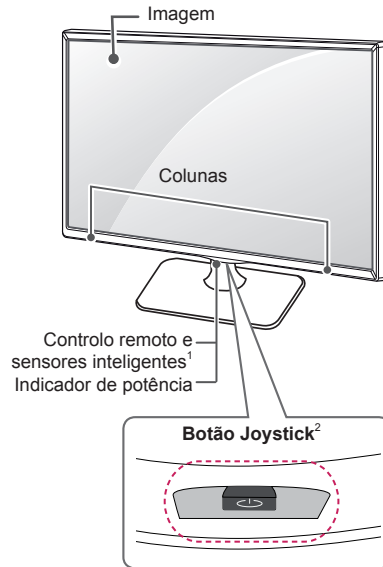 Imagem
Colunas
Controlo remoto e
sensores inteligentes1
Indicador de potência
Botão Joystick2